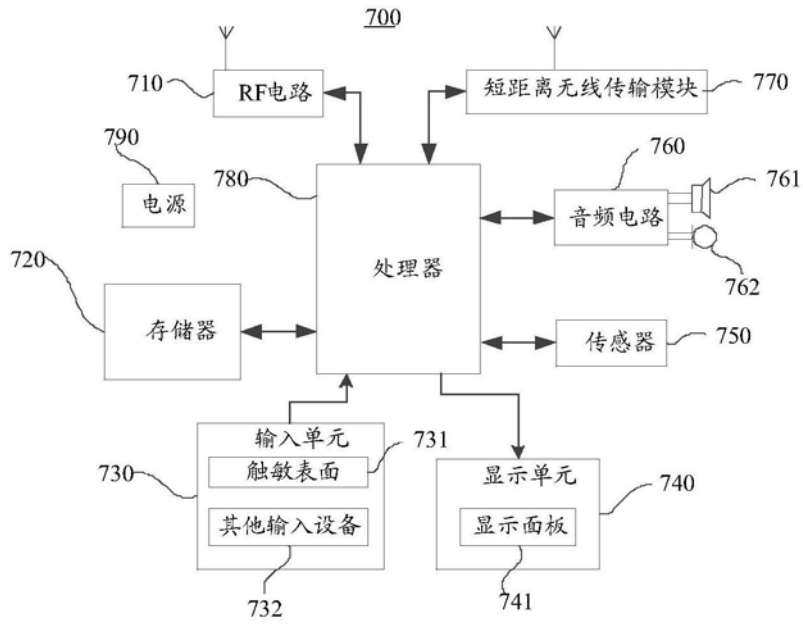 700
710
RF电路
短距离无线传输模块
770
790
电源
780
处理器
760
音频电路
761
762
720
存储器
传感器
750
730
输入单元
触敏表面
731
其他输入设备
732
显示单元
740
显示面板
741